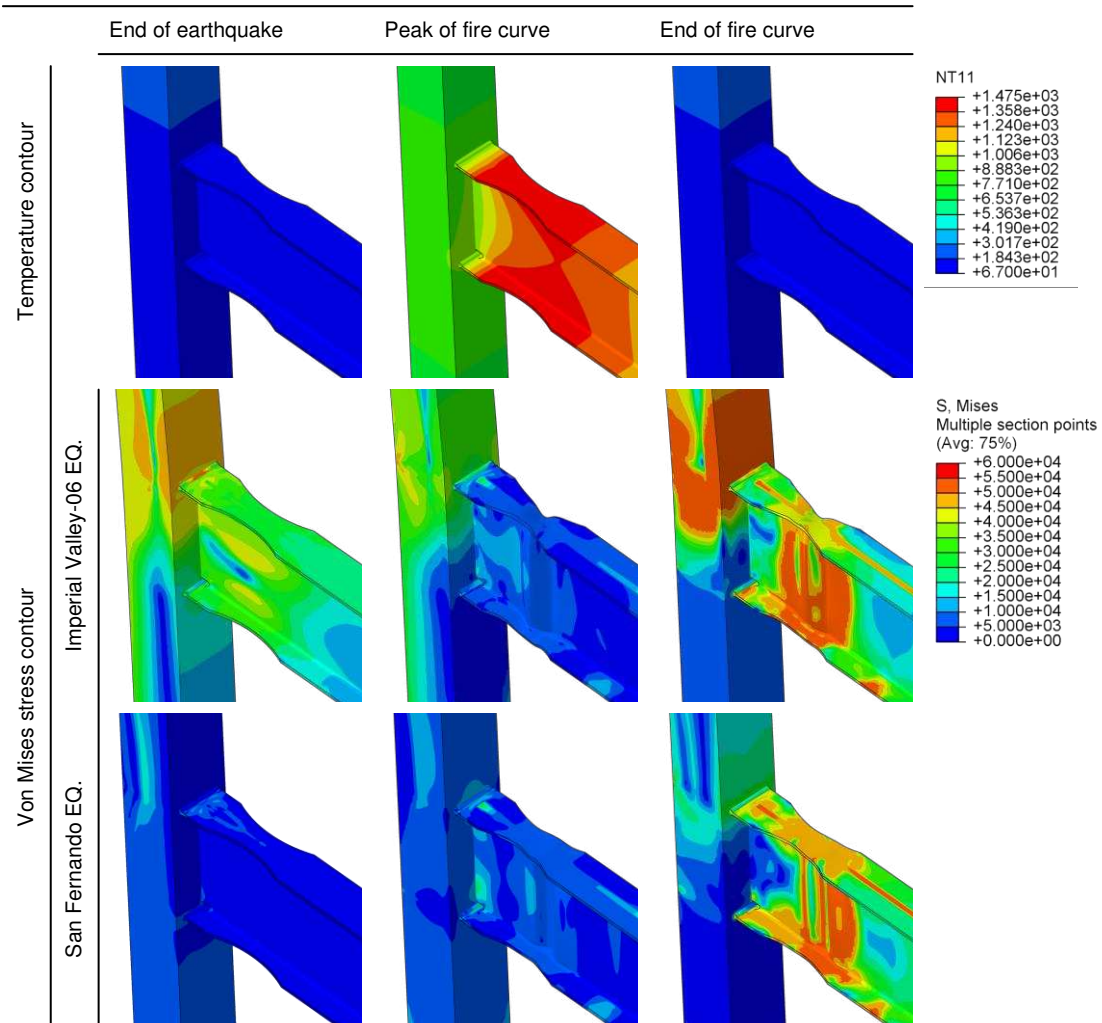 End of earthquake
Peak of fire curve
End of fire curve
Temperature contour
NT11
+1.475e+03
+1.358e+03
+1.240e+03
+1.123e+03
+1.006e+03
+8.883e+02
+7.710e+02
+6.537e+02
+5.363e+02
+4.190e+02
+3.017e+02
+1.843e+02
+6.700e+01
Von Mises stress contour
Imperial Valley-06 EQ.
S, Mises
Multiple section points
(Avg: 75%)
+6.000e+04
+5.500e+04
+5.000e+04
+4.500e+04
+4.000e+04
+3.500e+04
+3.000e+04
+2.500e+04
+2.000e+04
+1.500e+04
+1.000e+04
+5.000e+03
+0.000e+00
San Fernando EQ.